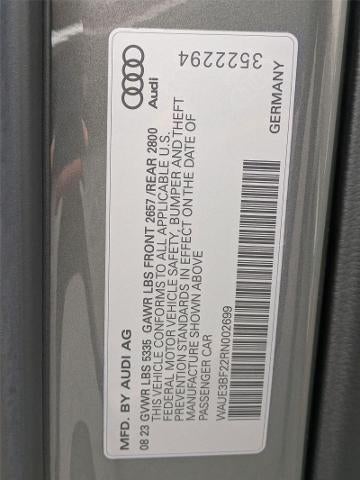 MFD. BY AUDI AG
Audi
08 23 GVWR LBS 5335 GAWR LBS FRONT 2657 /REAR 2800
THIS VEHICLE CONFORMS TO ALL APPLICABLE U.S.
FEDERAL MOTOR VEHICLE SAFETY, BUMPER AND THEFT
PREVENTION STANDARDS IN EFFECT ON THE DATE OF
MANUFACTURE SHOWN ABOVE
PASSENGER CAR
WAUE3BF22RN002699
3522294
GERMANY